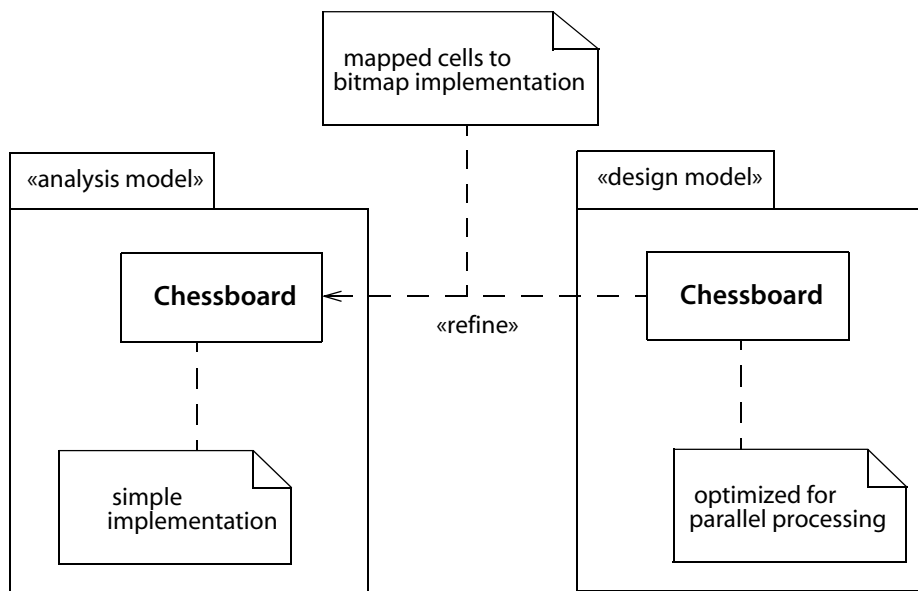 mapped cells to
bitmap implementation
«analysis model»
«design model»
Chessboard
Chessboard
«refine»
simple
implementation
optimized for
parallel processing